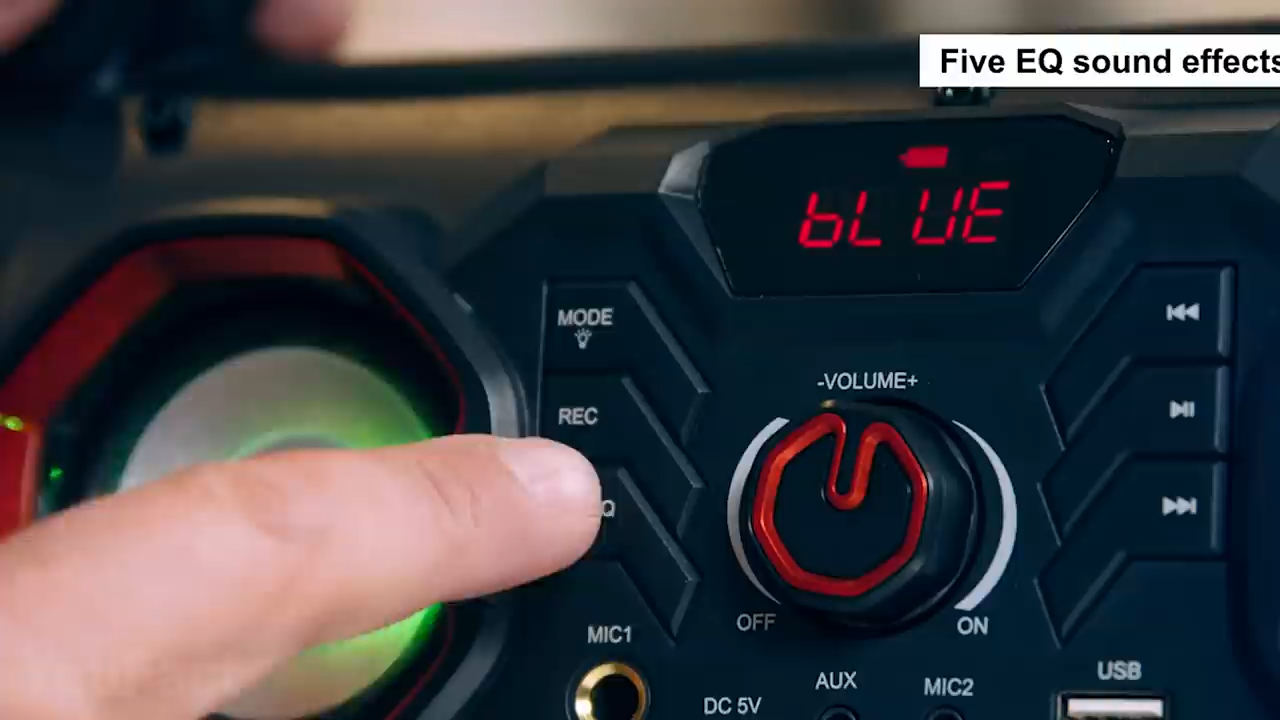 Five EQ sound effects
bLUE
MODE
REC
Q
-VOLUME+
OFF
ON
MIC1
DC 5V
AUX
MIC2
USB